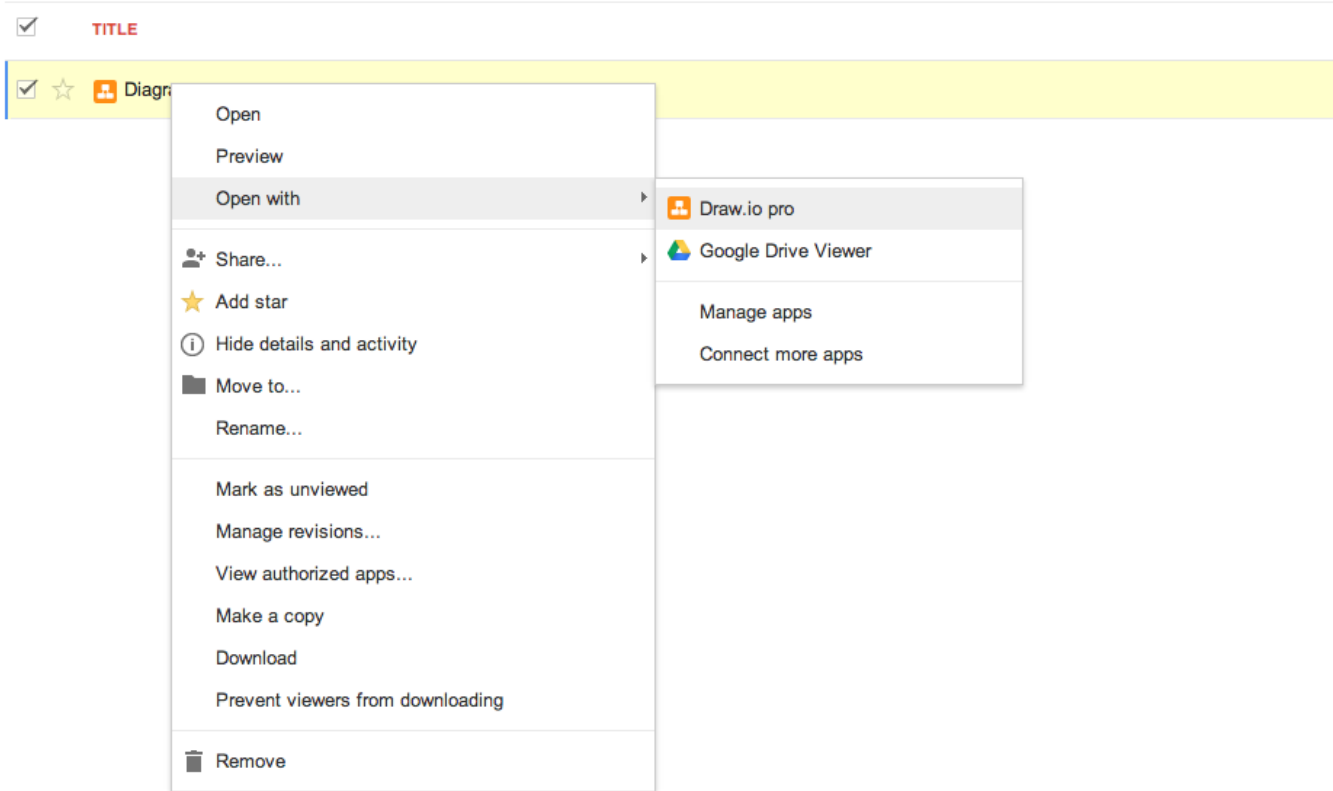 TITLE
Diagra
Open
Preview
Open with
Draw.io pro
Google Drive Viewer
Manage apps
Connect more apps
Share...
Add star
Hide details and activity
Move to...
Rename...
Mark as unviewed
Manage revisions...
View authorized apps...
Make a copy
Download
Prevent viewers from downloading
Remove